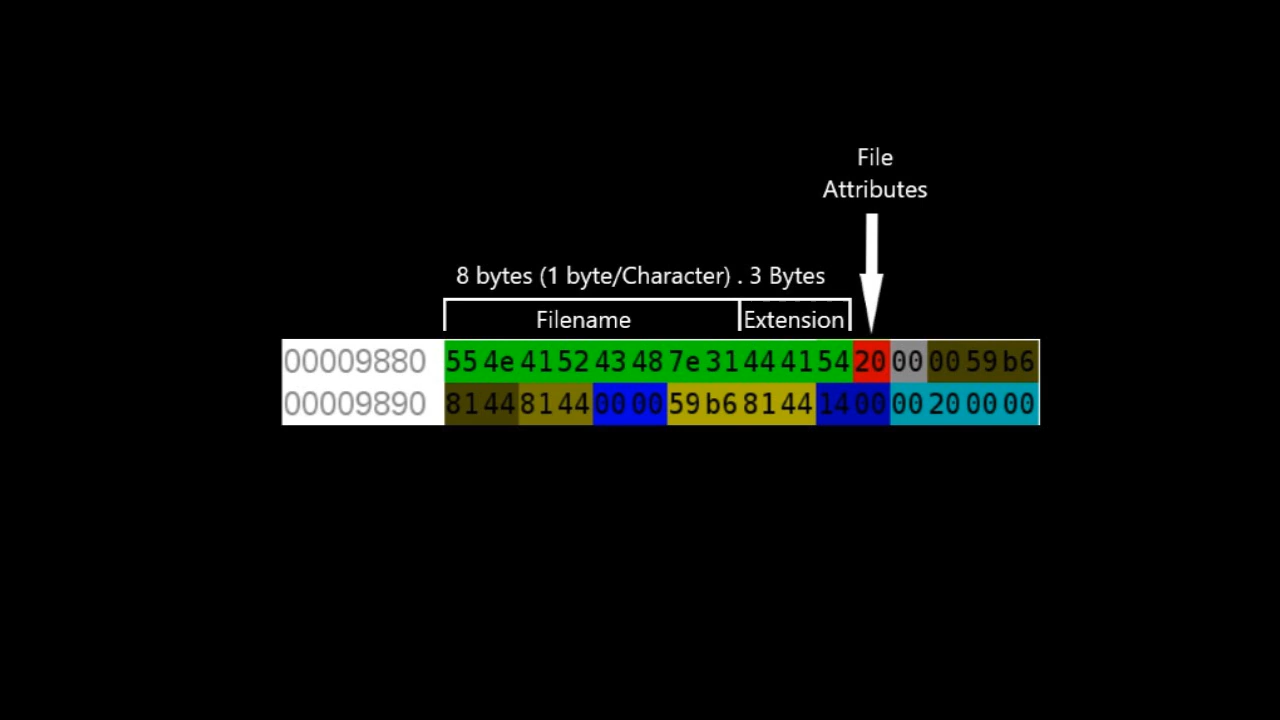 File
Attributes
8 bytes (1 byte/Character) . 3 Bytes
Filename Extension
00009880 55 4e 41 52 43 48 7e 31 44 41 54 20 00 00 59 b6
00009890 81 44 81 44 00 00 59 b6 81 44 14 00 00 20 00 00